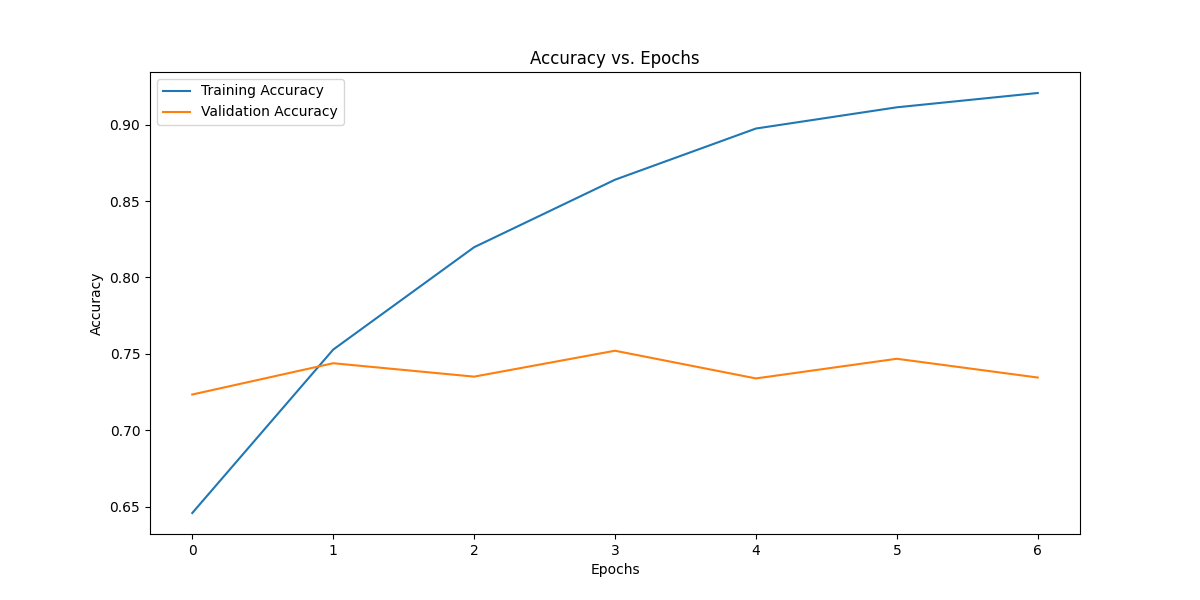 Accuracy vs. Epochs
Training Accuracy
Validation Accuracy
0.90
0.85
0.80
0.75
0.70
0.65
Accuracy
0 1 2 3 4 5 6
Epochs